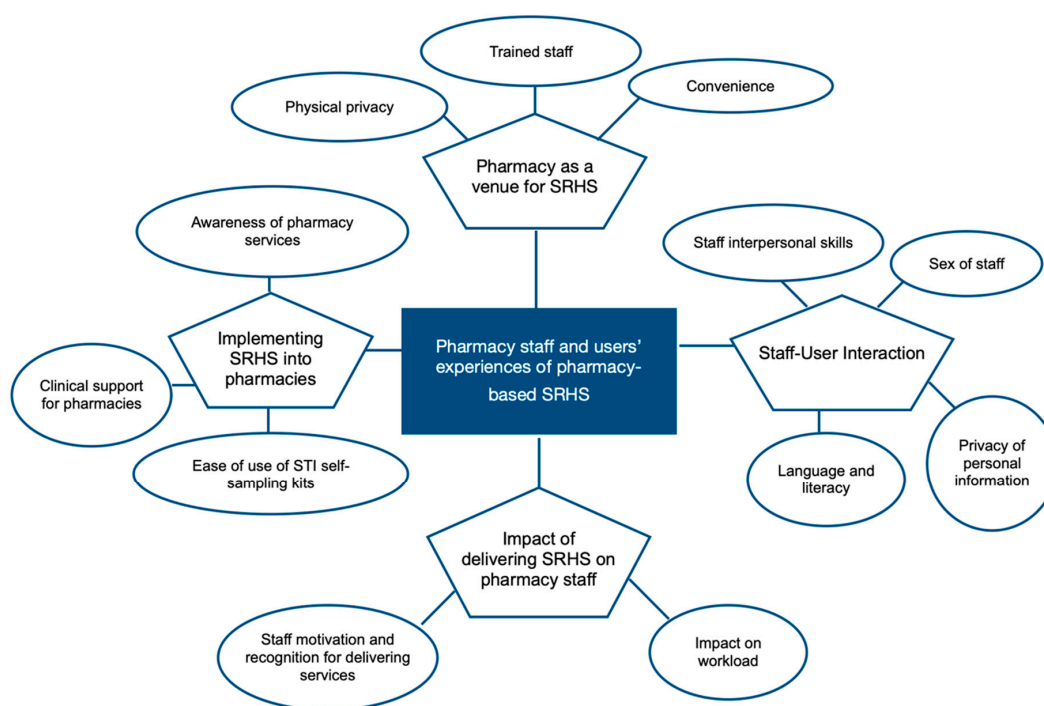 Trained staff
Physical privacy
Convenience
Pharmacy as a
venue for SRHS
Awareness of pharmacy
services
Implementing
SRHS into
pharmacies
Clinical support
for pharmacies
Ease of use of STI self-
sampling kits
Pharmacy staff and users’
experiences of pharmacy-
based SRHS
Staff interpersonal skills
Sex of staff
Staff-User Interaction
Language and
literacy
Privacy of
personal
information
Impact of
delivering SRHS on
pharmacy staff
Staff motivation and
recognition for delivering
services
Impact on
workload